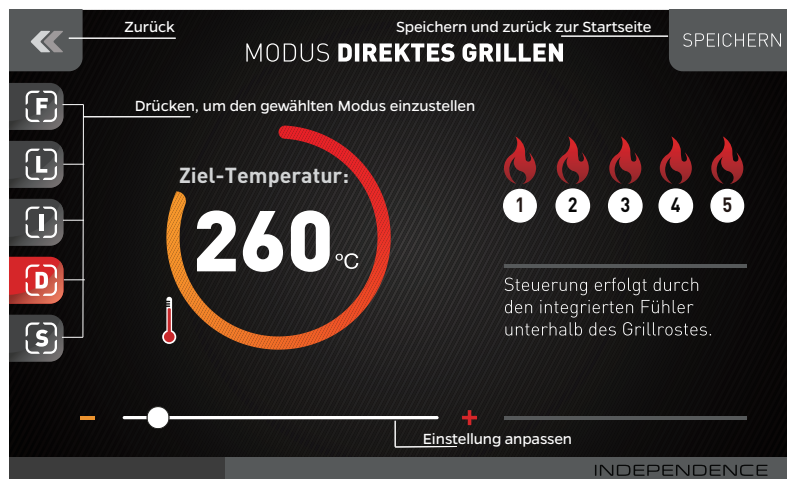 Zurück
Speichern und zurück zur Startseite
SPEICHERN
MODUS DIREKTES GRILLEN
Drücken, um den gewählten Modus einzustellen
F
L
I
D
S
Ziel-Temperatur:
260 °C
1 2 3 4 5
Steuerung erfolgt durch
den integrierten Fühler
unterhalb des Grillrostes.
- +
Einstellung anpassen
INDEPENDENCE